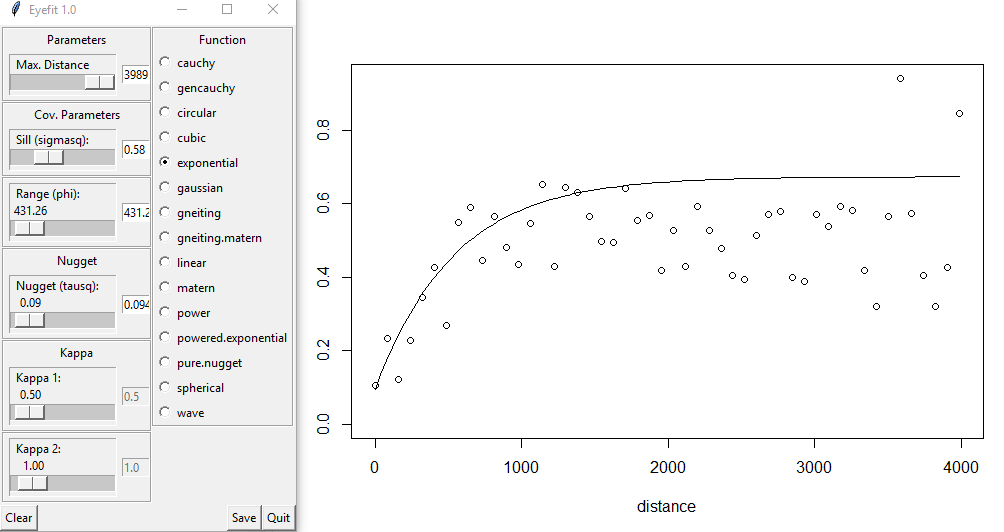 Eyefit 1.0
Parameters
Max. Distance
3989
Cov. Parameters
Sill (sigmasq):
0.58
Range (phi):
431.26
431.2
Nugget
Nugget (tausq):
0.09
0.094
Kappa
Kappa 1:
0.50
0.5
Kappa 2:
1.00
1.0
Clear
Save
Quit
Function
cauchy
gencauchy
circular
cubic
exponential
gaussian
gneiting
gneiting.matern
linear
matern
power
powered.exponential
pure.nugget
spherical
wave
0.8
0.6
0.4
0.2
0.0
0 1000 2000 3000 4000
distance